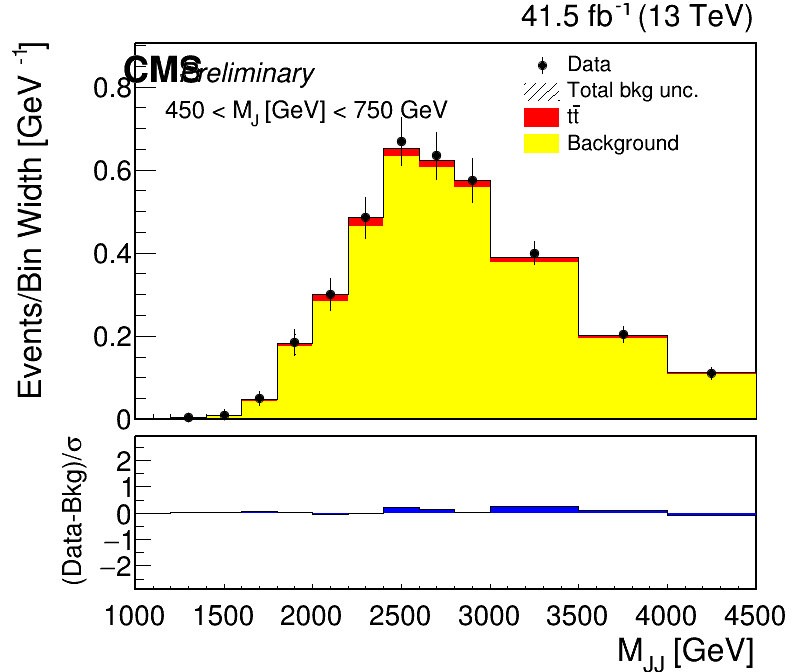 41.5 fb⁻¹ (13 TeV)
CMS Preliminary
450 < M_J [GeV] < 750 GeV
Data
Total bkg unc.
tt̄
Background
Events/Bin Width [GeV⁻¹]
0.8
0.6
0.4
0.2
0
(Data-Bkg)/σ
2
1
0
−1
−2
1000 1500 2000 2500 3000 3500 4000 4500
M_JJ [GeV]